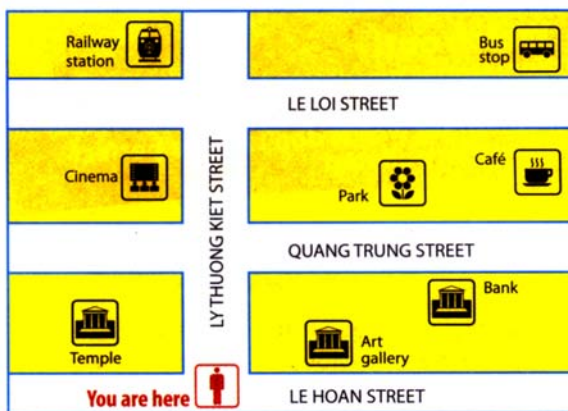 Railway
station
Bus
stop
LE LOI STREET
Cinema
LY THUONG KIET STREET
Park
Café
QUANG TRUNG STREET
Temple
Art
gallery
Bank
You are here
LE HOAN STREET